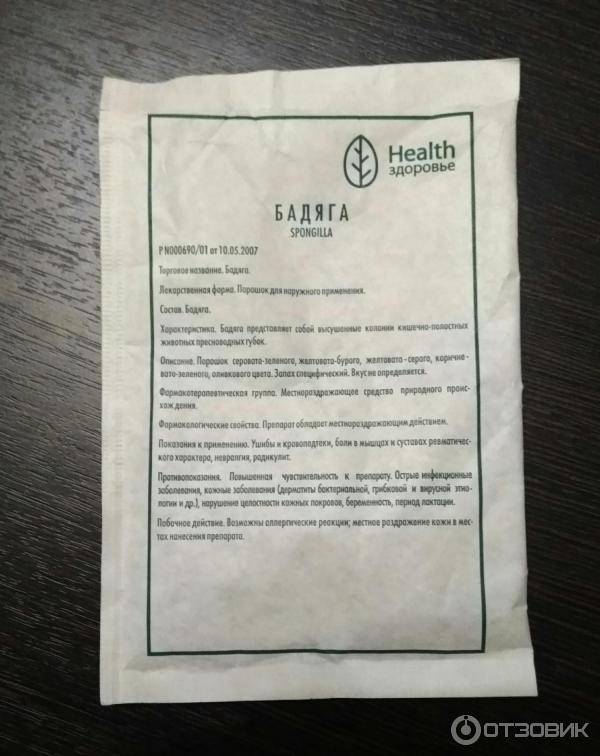 Health
здоровье
БАДЯГА
SPONGILLA
Р N000690/01 от 10.05.2007
Торговое название. Бадяга.
Лекарственная форма. Порошок для наружного применения.
Состав. Бадяга.
Характеристика. Бадяга представляет собой высушенные колонии кишечно-полостных
животных пресноводных губок.
Описание. Порошок серовато-зеленого, желтовато-бурого, желтовато-серого, коричне-
вато-зеленого, оливкового цвета. Запах специфический. Вкус не определяется.
Фармакотерапевтическая группа. Местнораздражающее средство природного проис-
хождения.
Фармакологические свойства. Препарат обладает местнораздражающим действием.
Показания к применению. Ушибы и кровоподтеки, боли в мышцах и суставах ревматичес-
кого характера, невралгия, радикулит.
Противопоказания. Повышенная чувствительность к препарату. Острые инфекционные
заболевания, кожные заболевания (дерматиты бактериальной, грибковой и вирусной этио-
логии и др.), нарушение целостности кожных покровов, беременность, период лактации.
Побочное действие. Возможны аллергические реакции; местное раздражение кожи в мес-
тах нанесения препарата.
ОТЗОВИК